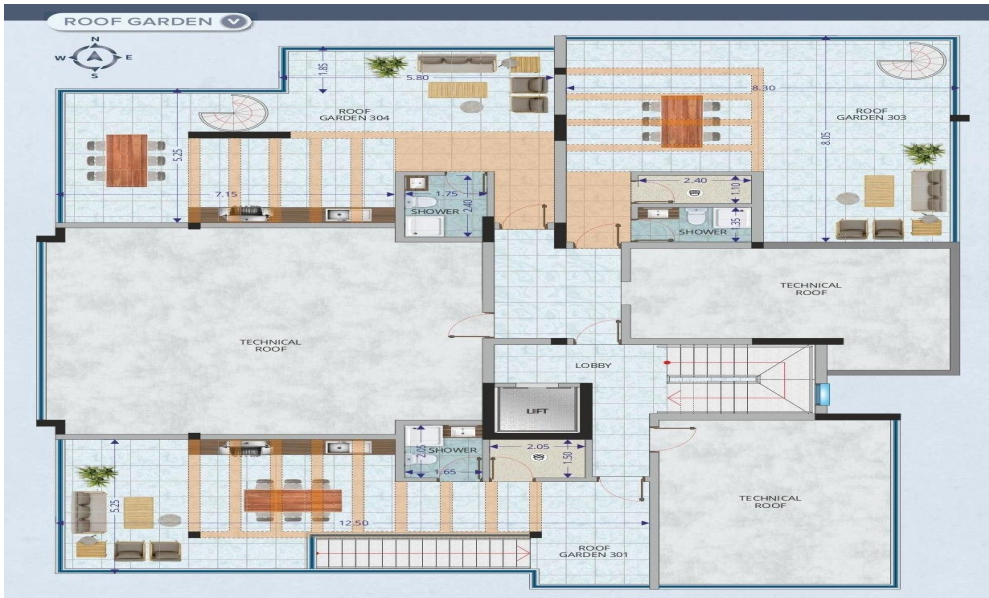 ROOF GARDEN
N
W E
S
1.85
5.80
ROOF
GARDEN 304
8.30
ROOF
GARDEN 303
8.05
5.25
7.15
1.75
SHOWER
2.40
2.40
1.10
SHOWER
1.35
TECHNICAL
ROOF
TECHNICAL
ROOF
LOBBY
LIFT
2.05
SHOWER
1.65
2.05
1.50
5.25
12.50
TECHNICAL
ROOF
ROOF
GARDEN 301